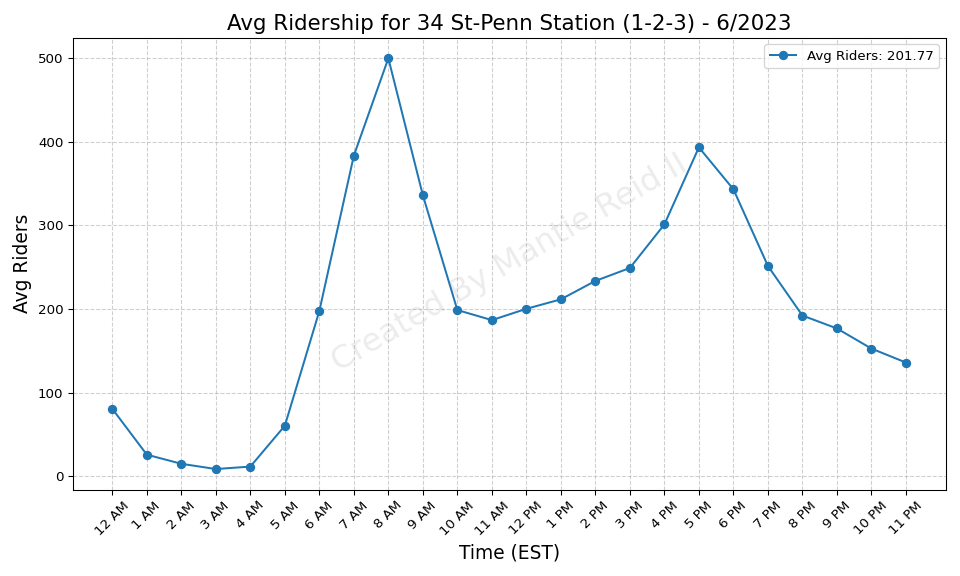 Avg Ridership for 34 St-Penn Station (1-2-3) - 6/2023
Avg Riders: 201.77
500
400
300
200
100
0
Avg Riders
Created By Mantie Reid II
12 AM
1 AM
2 AM
3 AM
4 AM
5 AM
6 AM
7 AM
8 AM
9 AM
10 AM
11 AM
12 PM
1 PM
2 PM
3 PM
4 PM
5 PM
6 PM
7 PM
8 PM
9 PM
10 PM
11 PM
Time (EST)